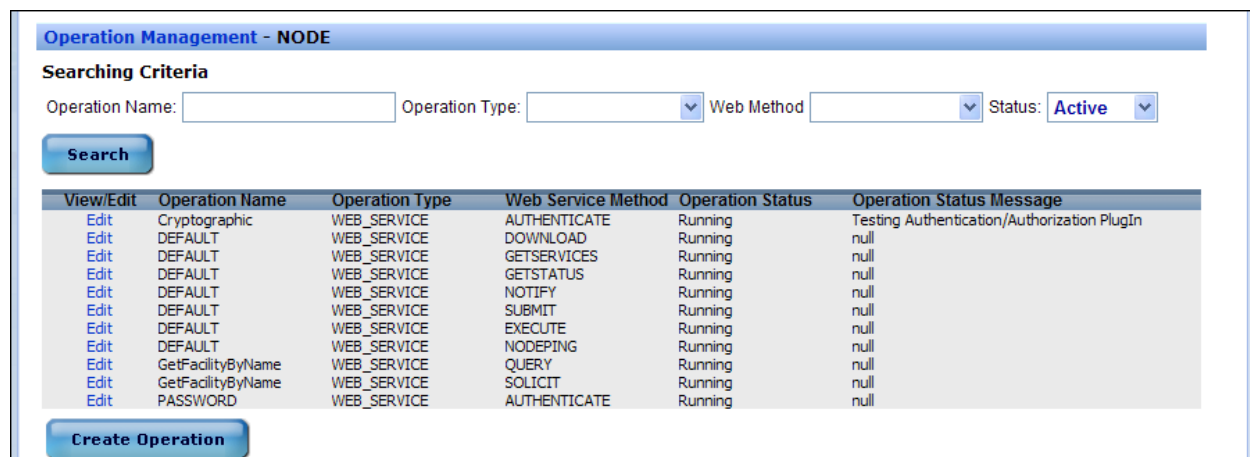 Operation Management - NODE
Searching Criteria
Operation Name: Operation Type: Web Method Status: Active
Search
View/Edit Operation Name Operation Type Web Service Method Operation Status Operation Status Message
Edit Cryptographic WEB_SERVICE AUTHENTICATE Running Testing Authentication/Authorization PlugIn
Edit DEFAULT WEB_SERVICE DOWNLOAD Running null
Edit DEFAULT WEB_SERVICE GETSERVICES Running null
Edit DEFAULT WEB_SERVICE GETSTATUS Running null
Edit DEFAULT WEB_SERVICE NOTIFY Running null
Edit DEFAULT WEB_SERVICE SUBMIT Running null
Edit DEFAULT WEB_SERVICE EXECUTE Running null
Edit DEFAULT WEB_SERVICE NODEPING Running null
Edit GetFacilityByName WEB_SERVICE QUERY Running null
Edit GetFacilityByName WEB_SERVICE SOLICIT Running null
Edit PASSWORD WEB_SERVICE AUTHENTICATE Running null
Create Operation